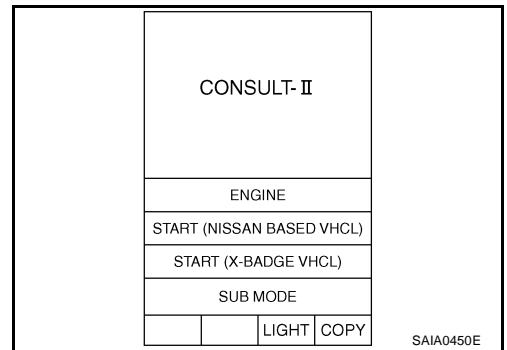 CONSULT-II
ENGINE
START (NISSAN BASED VHCL)
START (X-BADGE VHCL)
SUB MODE
LIGHT COPY
SAIA0450E